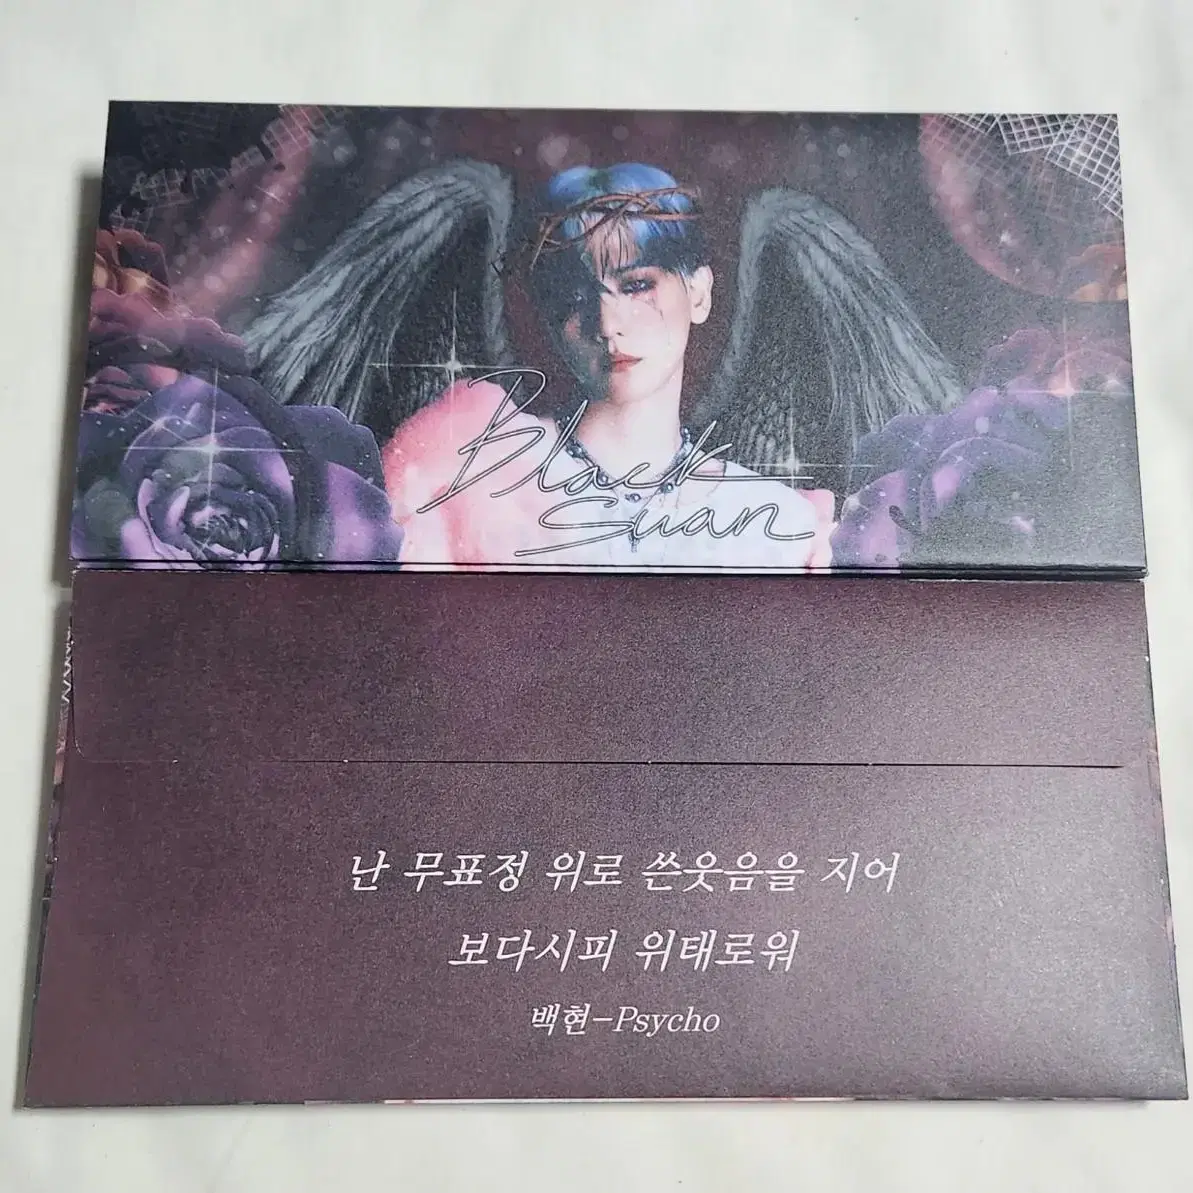 Black
Suan
난 무표정 위로 쓴웃음을 지어
보다시피 위태로워
백현-Psycho